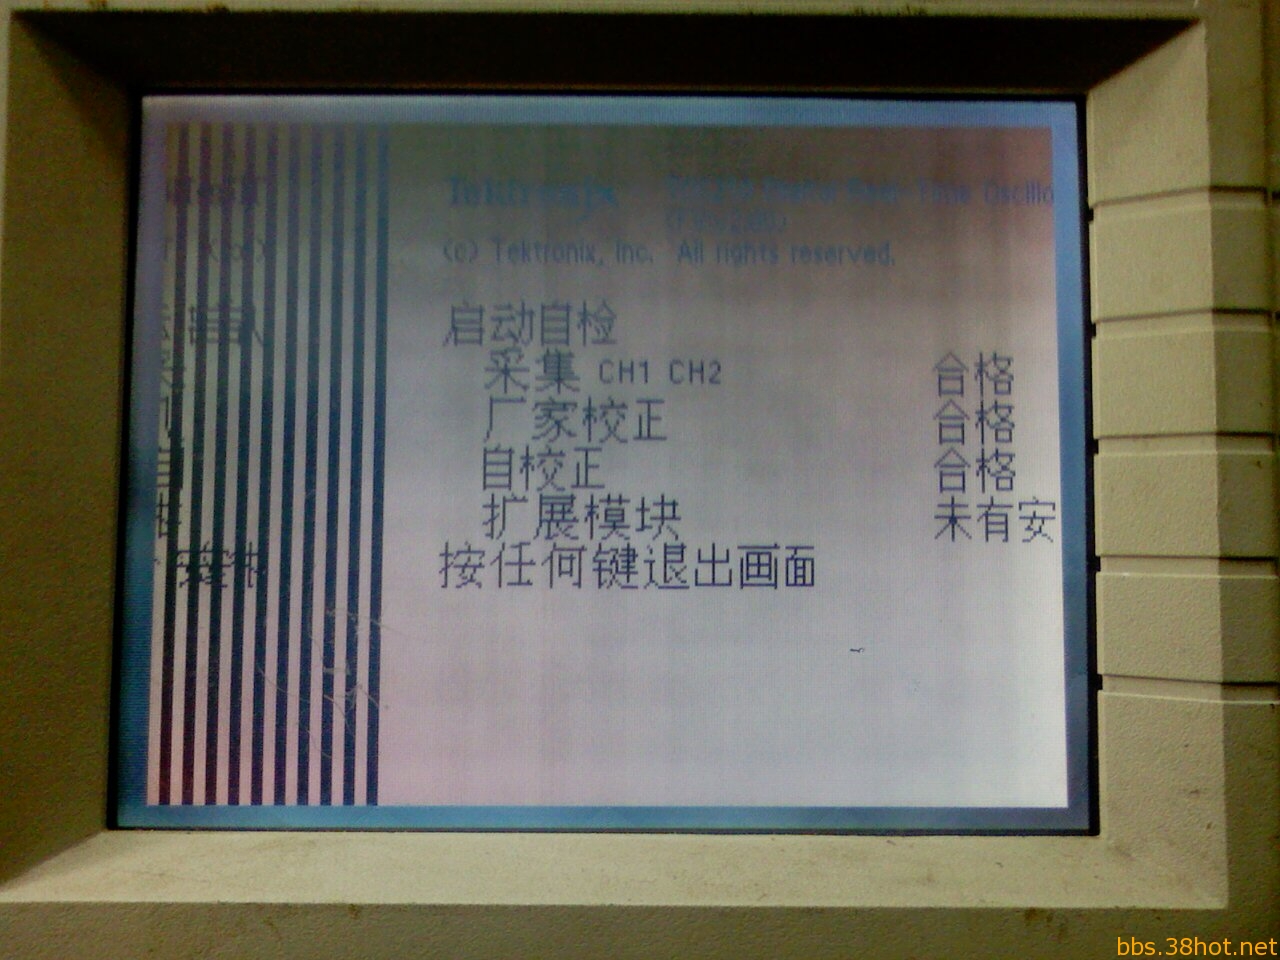 Tektronix Oscillo
(c) Tektronix, Inc. All rights reserved.
启动自检
采集 CH1 CH2 合格
厂家校正 合格
自校正 合格
扩展模块 未有安
按任何键退出画面
bbs.38hot.net